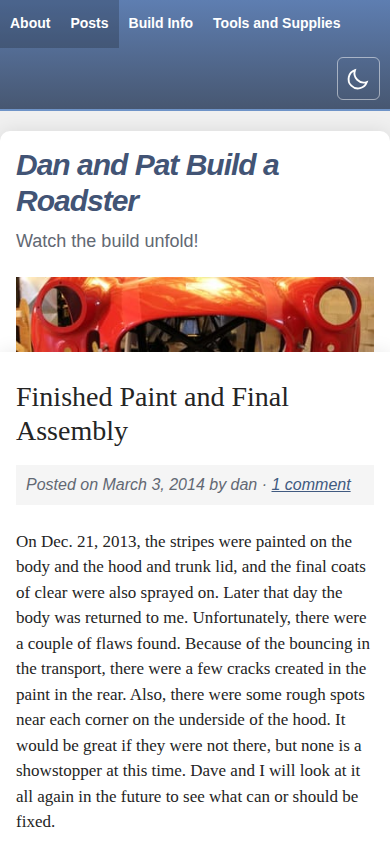 About Posts Build Info Tools and Supplies
Dan and Pat Build a
Roadster
Watch the build unfold!
Finished Paint and Final
Assembly
Posted on March 3, 2014 by dan · 1 comment
On Dec. 21, 2013, the stripes were painted on the
body and the hood and trunk lid, and the final coats
of clear were also sprayed on. Later that day the
body was returned to me. Unfortunately, there were
a couple of flaws found. Because of the bouncing in
the transport, there were a few cracks created in the
paint in the rear. Also, there were some rough spots
near each corner on the underside of the hood. It
would be great if they were not there, but none is a
showstopper at this time. Dave and I will look at it
all again in the future to see what can or should be
fixed.